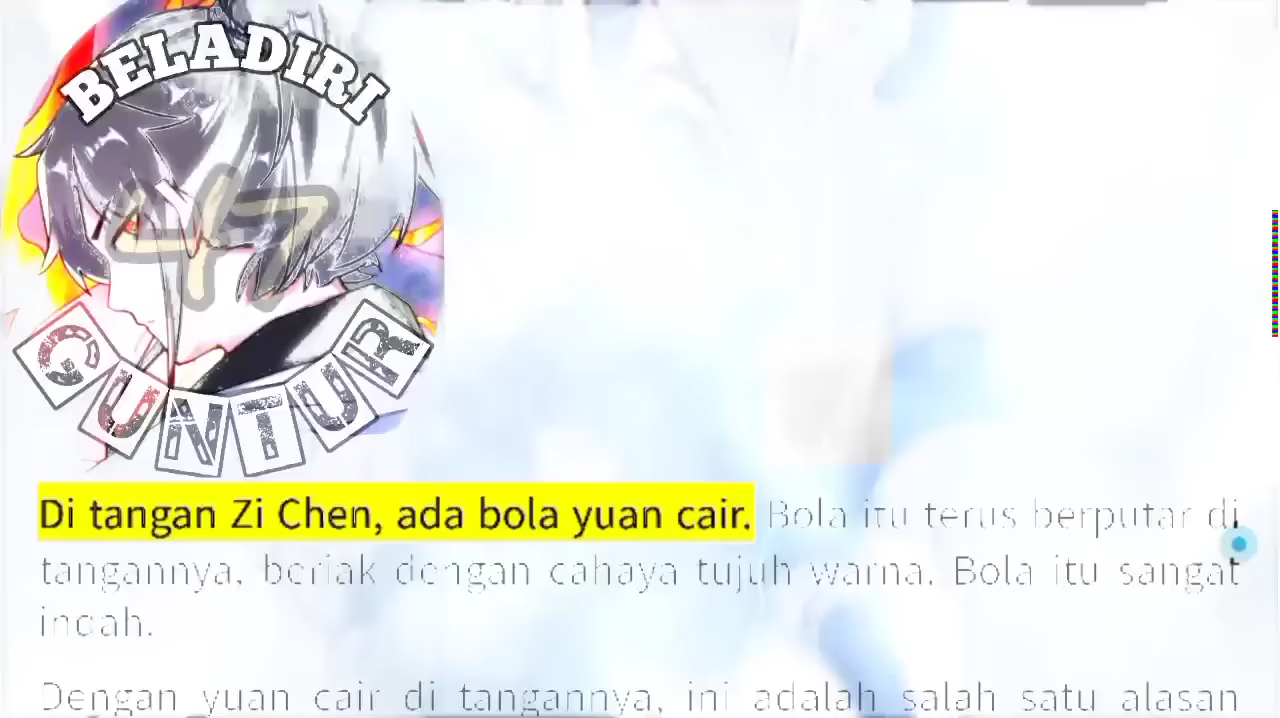 BELADIRI
47
GUNTUR
Di tangan Zi Chen, ada bola yuan cair. Bola itu terus berputar di
tangannya, beriak dengan cahaya tujuh warna. Bola itu sangat
indah.
Dengan yuan cair di tangannya, ini adalah salah satu alasan